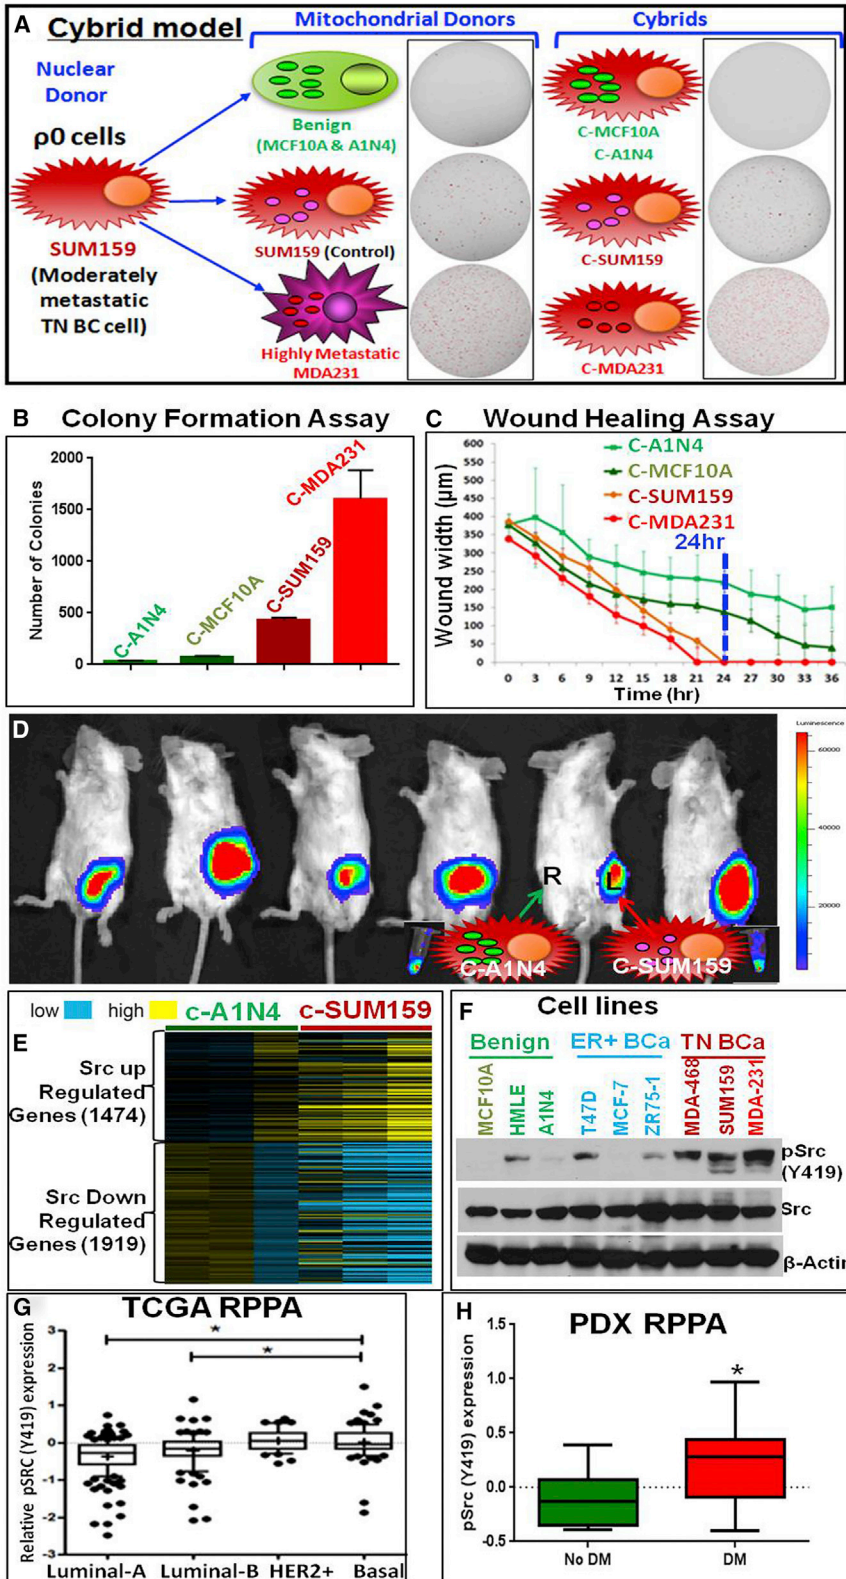 A
Cybrid model
Mitochondrial Donors
Cybrids
Nuclear
Donor
ρ0 cells
SUM159
(Moderately
metastatic
TN BC cell)
Benign
(MCF10A & A1N4)
SUM159 (Control)
Highly Metastatic
MDA231
C-MCF10A
C-A1N4
C-SUM159
C-MDA231
B
Colony Formation Assay
Number of Colonies
2000
1500
1000
500
0
C-A1N4
C-MCF10A
C-SUM159
C-MDA231
C
Wound Healing Assay
Wound width (μm)
600
550
500
450
400
350
300
250
200
150
100
50
0
C-A1N4
C-MCF10A
C-SUM159
C-MDA231
24hr
0 3 6 9 12 15 18 21 24 27 30 33 36
Time (hr)
D
R
L
C-A1N4
C-SUM159
Luminescence
60000
40000
20000
E
low high
c-A1N4 c-SUM159
Src up
Regulated
Genes (1474)
Src Down
Regulated
Genes (1919)
F
Cell lines
Benign ER+ BCa TN BCa
MCF10A HMLE A1N4 T47D MCF-7 ZR75-1 MDA-468 SUM159 MDA-231
pSrc
(Y419)
Src
β-Actin
G
TCGA RPPA
Relative pSRC (Y419) expression
3
2
1
0
-1
-2
-3
*
*
Luminal-A Luminal-B HER2+ Basal
H
PDX RPPA
pSrc (Y419) expression
1.5
1.0
0.5
0.0
-0.5
*
No DM DM